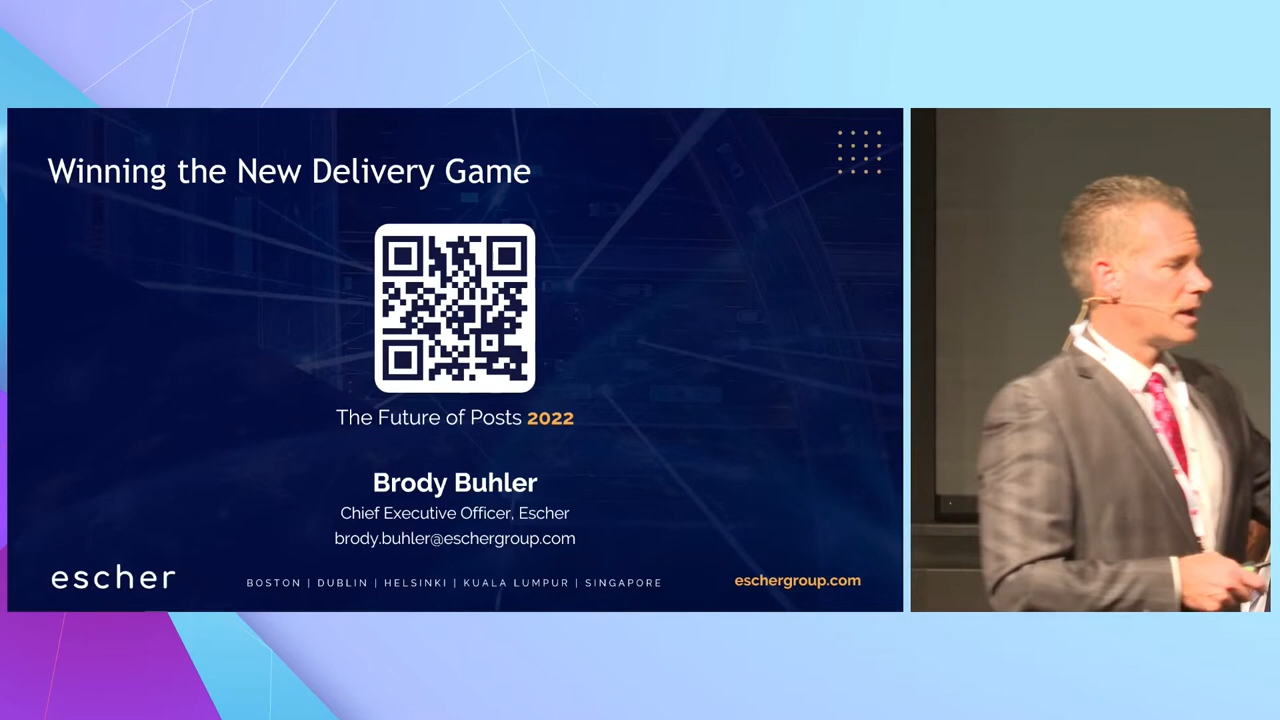 Winning the New Delivery Game
The Future of Posts 2022
Brody Buhler
Chief Executive Officer, Escher
brody.buhler@eschergroup.com
escher
BOSTON | DUBLIN | HELSINKI | KUALA LUMPUR | SINGAPORE
eschergroup.com